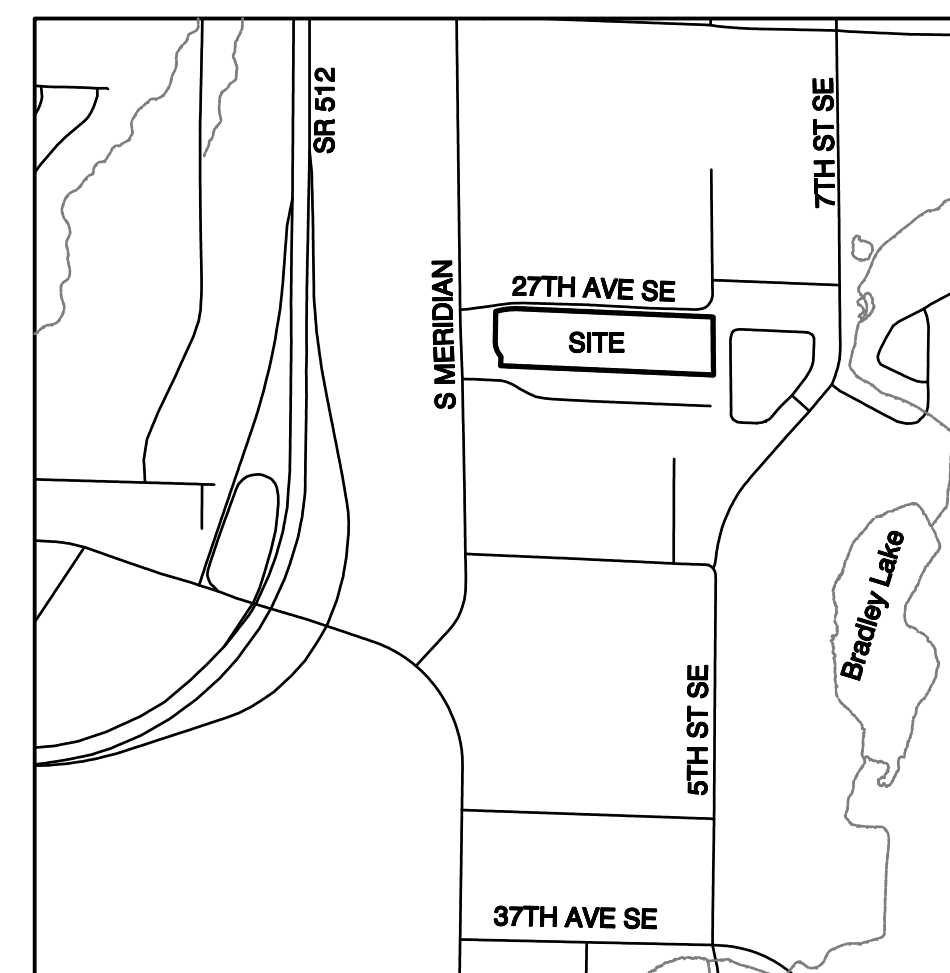 SR 512
7TH ST SE
S MERIDIAN
27TH AVE SE
SITE
Bradley Lake
5TH ST SE
37TH AVE SE